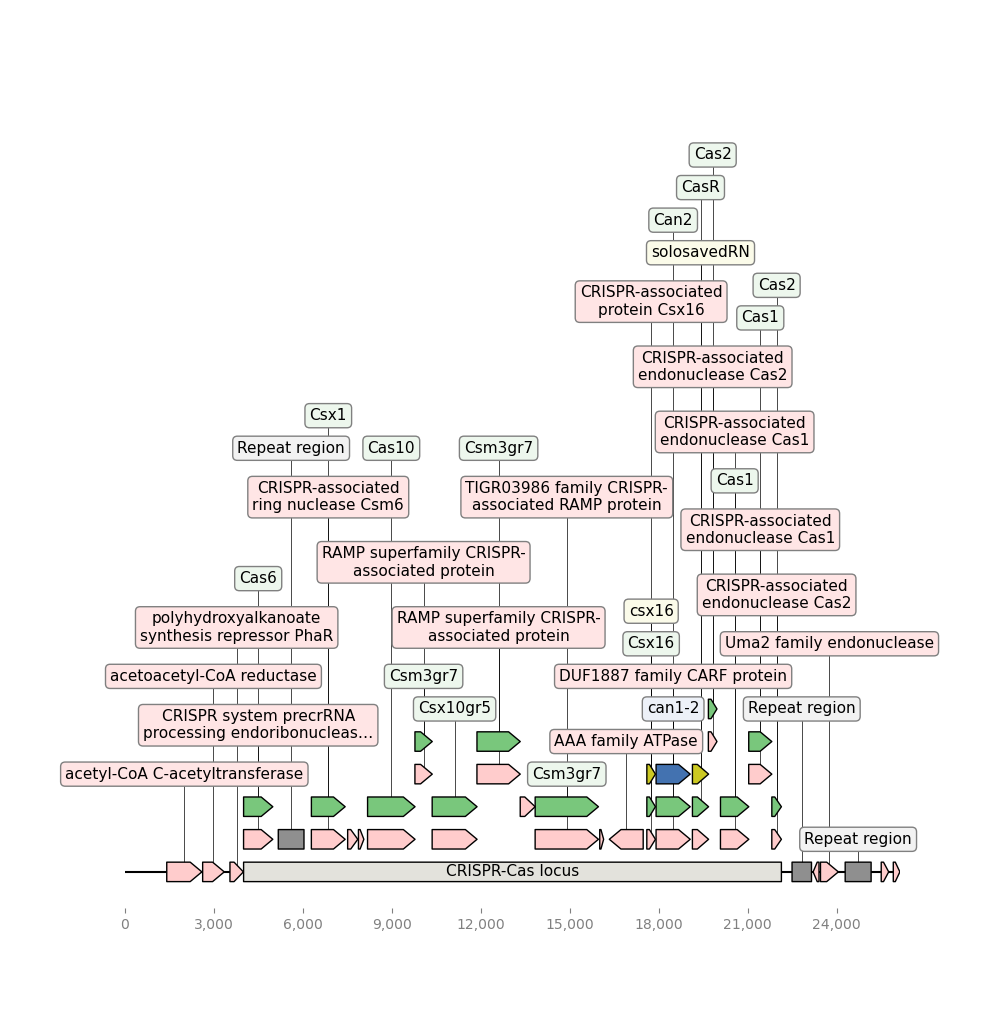 Cas2
CasR
Can2
solosavedRN
Cas2
CRISPR-associated
protein Csx16
Cas1
CRISPR-associated
endonuclease Cas2
Csx1
CRISPR-associated
endonuclease Cas1
Repeat region
Cas10
Csm3gr7
Cas1
CRISPR-associated
ring nuclease Csm6
TIGR03986 family CRISPR-
associated RAMP protein
CRISPR-associated
endonuclease Cas1
RAMP superfamily CRISPR-
associated protein
Cas6
CRISPR-associated
endonuclease Cas2
csx16
polyhydroxyalkanoate
synthesis repressor PhaR
RAMP superfamily CRISPR-
associated protein
Csx16
Uma2 family endonuclease
acetoacetyl-CoA reductase
Csm3gr7
DUF1887 family CARF protein
CRISPR system precrRNA
processing endoribonucleas...
Csx10gr5
can1-2
Repeat region
AAA family ATPase
acetyl-CoA C-acetyltransferase
Csm3gr7
Repeat region
CRISPR-Cas locus
0
3,000
6,000
9,000
12,000
15,000
18,000
21,000
24,000